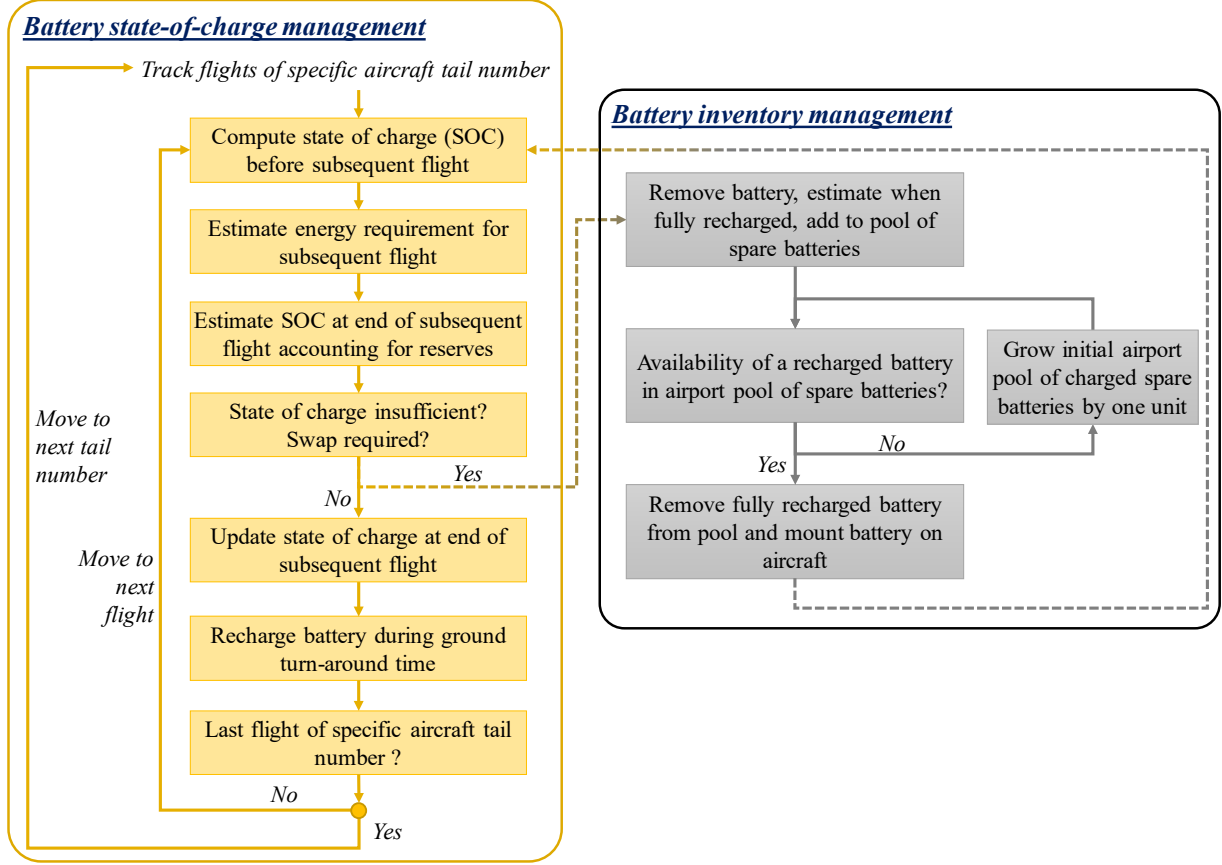 Battery state-of-charge management
Track flights of specific aircraft tail number
Compute state of charge (SOC)
before subsequent flight
Estimate energy requirement for
subsequent flight
Estimate SOC at end of subsequent
flight accounting for reserves
State of charge insufficient?
Swap required?
Yes
No
Update state of charge at end of
subsequent flight
Recharge battery during ground
turn-around time
Last flight of specific aircraft tail
number ?
No
Yes
Move to
next tail
number
Move to
next
flight
Battery inventory management
Remove battery, estimate when
fully recharged, add to pool of
spare batteries
Availability of a recharged battery
in airport pool of spare batteries?
Grow initial airport
pool of charged spare
batteries by one unit
No
Yes
Remove fully recharged battery
from pool and mount battery on
aircraft